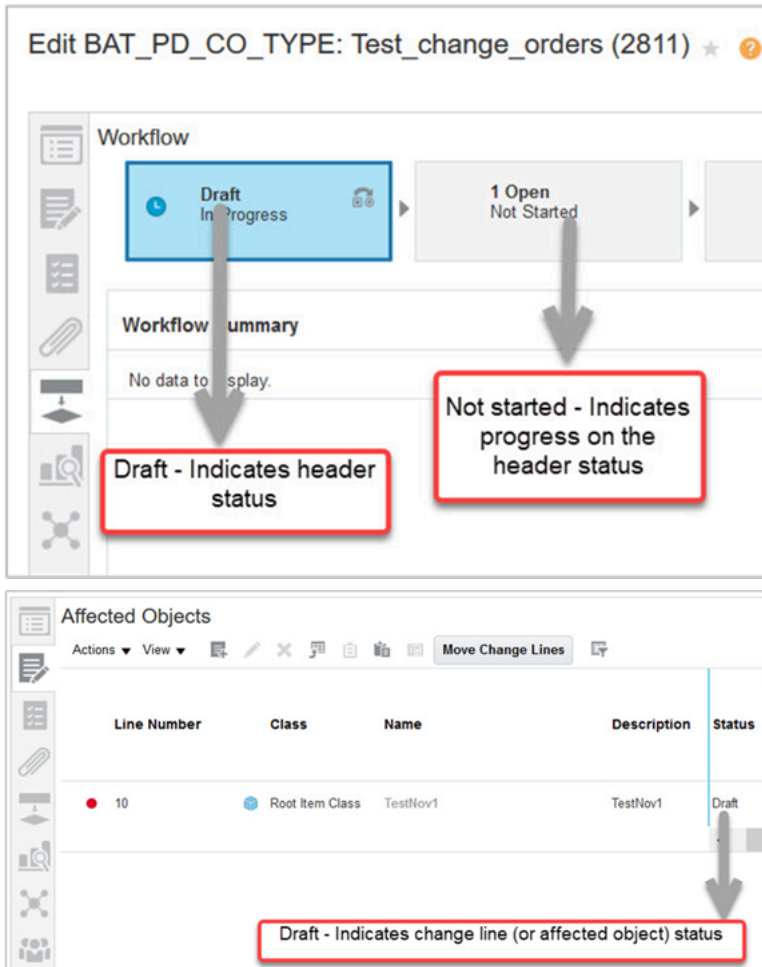 Edit BAT_PD_CO_TYPE: Test_change_orders (2811)
Workflow
Draft
In Progress
1 Open
Not Started
Workflow Summary
No data to display.
Draft - Indicates header
status
Not started - Indicates
progress on the
header status
Affected Objects
Actions View Move Change Lines
Line Number Class Name Description Status
10 Root Item Class TestNov1 TestNov1 Draft
Draft - Indicates change line (or affected object) status